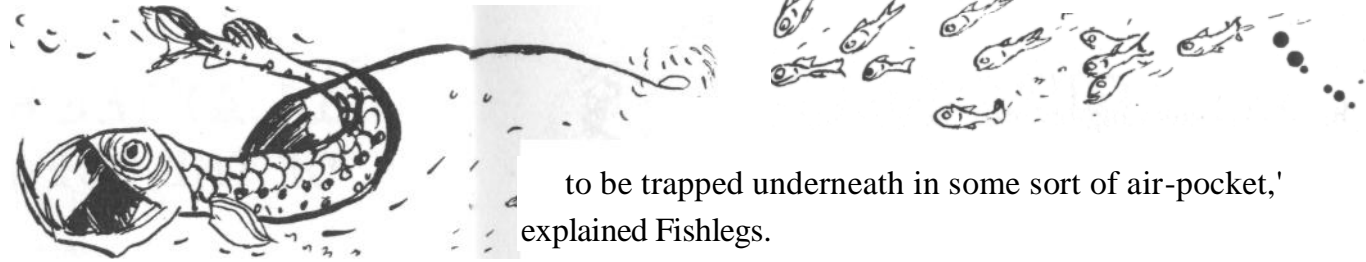 to be trapped underneath in some sort of air-pocket,'
explained Fishlegs.